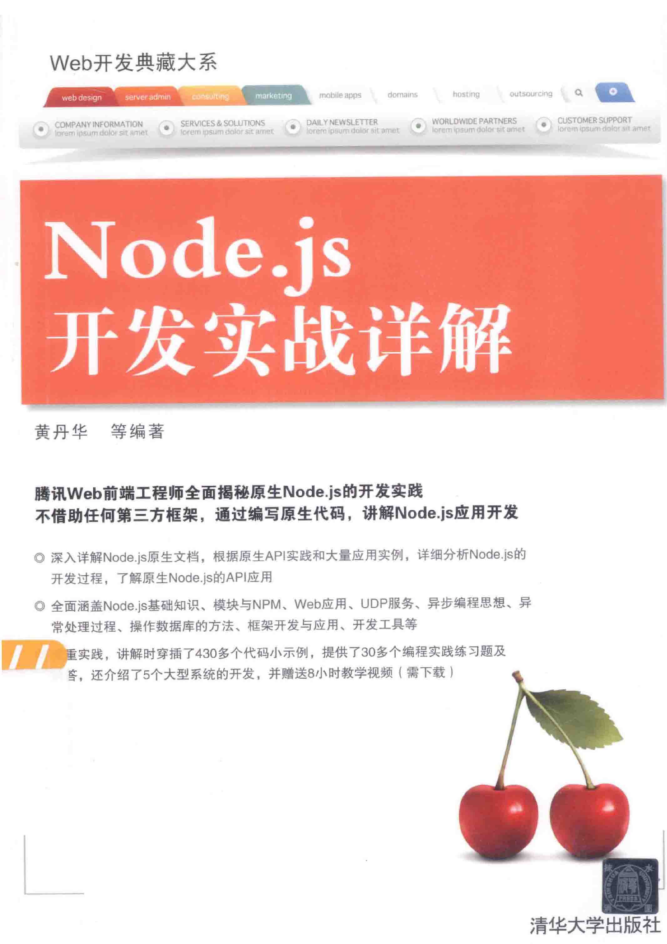 Web开发典藏大系
web design server admin consulting marketing mobile apps domains hosting outsourcing
COMPANY INFORMATION SERVICES & SOLUTIONS DAILY NEWSLETTER WORLDWIDE PARTNERS CUSTOMER SUPPORT
lorem ipsum dolor sit amet lorem ipsum dolor sit amet lorem ipsum dolor sit amet lorem ipsum dolor sit amet lorem ipsum dolor sit amet
Node.js
开发实战详解
黄丹华 等编著
腾讯Web前端工程师全面揭秘原生Node.js的开发实践
不借助任何第三方框架，通过编写原生代码，讲解Node.js应用开发
◎ 深入详解Node.js原生文档，根据原生API实践和大量应用实例，详细分析Node.js的
开发过程，了解原生Node.js的API应用
◎ 全面涵盖Node.js基础知识、模块与NPM、Web应用、UDP服务、异步编程思想、异
常处理过程、操作数据库的方法、框架开发与应用、开发工具等
重实践，讲解时穿插了430多个代码小示例，提供了30多个编程实践练习题及
，还介绍了5个大型系统的开发，并赠送8小时教学视频（需下载）
清华大学出版社